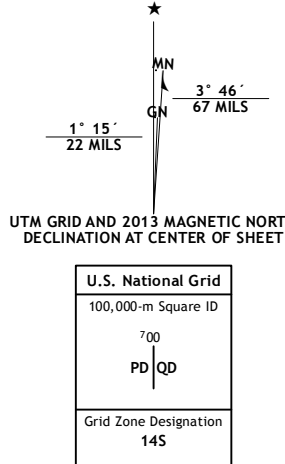 ★
MN
3° 46´
67 MILS
GN
1° 15´
22 MILS
UTM GRID AND 2013 MAGNETIC NORT
DECLINATION AT CENTER OF SHEET
U.S. National Grid
100,000-m Square ID
⁷00
PD QD
Grid Zone Designation
14S